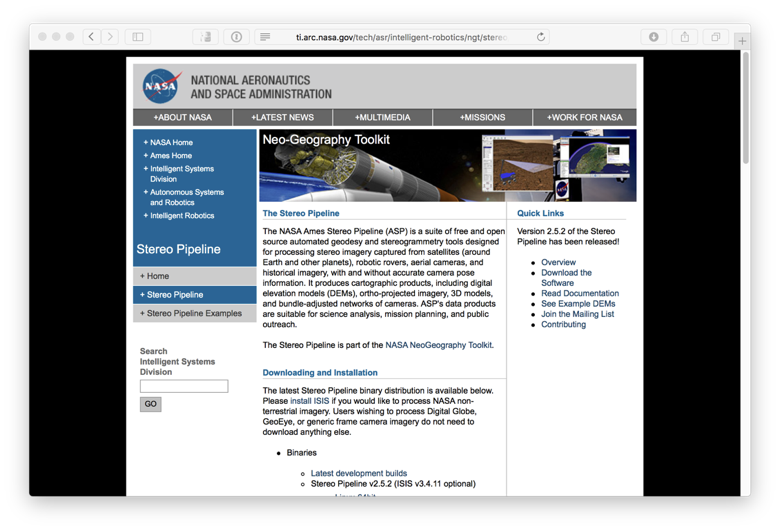 ti.arc.nasa.gov/tech/asr/intelligent-robotics/ngt/stereo
NASA
NATIONAL AERONAUTICS
AND SPACE ADMINISTRATION
+ABOUT NASA
+LATEST NEWS
+MULTIMEDIA
+MISSIONS
+WORK FOR NASA
+ NASA Home
+ Ames Home
+ Intelligent Systems
Division
+ Autonomous Systems
and Robotics
+ Intelligent Robotics
Stereo Pipeline
+ Home
+ Stereo Pipeline
+ Stereo Pipeline Examples
Search
Intelligent Systems
Division
GO
Neo-Geography Toolkit
The Stereo Pipeline
The NASA Ames Stereo Pipeline (ASP) is a suite of free and open
source automated geodesy and stereogrammetry tools designed
for processing stereo imagery captured from satellites (around
Earth and other planets), robotic rovers, aerial cameras, and
historical imagery, with and without accurate camera pose
information. It produces cartographic products, including digital
elevation models (DEMs), ortho-projected imagery, 3D models,
and bundle-adjusted networks of cameras. ASP's data products
are suitable for science analysis, mission planning, and public
outreach.
The Stereo Pipeline is part of the NASA NeoGeography Toolkit.
Downloading and Installation
The latest Stereo Pipeline binary distribution is available below.
Please install ISIS if you would like to process NASA non-
terrestrial imagery. Users wishing to process Digital Globe,
GeoEye, or generic frame camera imagery do not need to
download anything else.
Binaries
Latest development builds
Stereo Pipeline v2.5.2 (ISIS v3.4.11 optional)
Quick Links
Version 2.5.2 of the Stereo
Pipeline has been released!
Overview
Download the
Software
Read Documentation
See Example DEMs
Join the Mailing List
Contributing